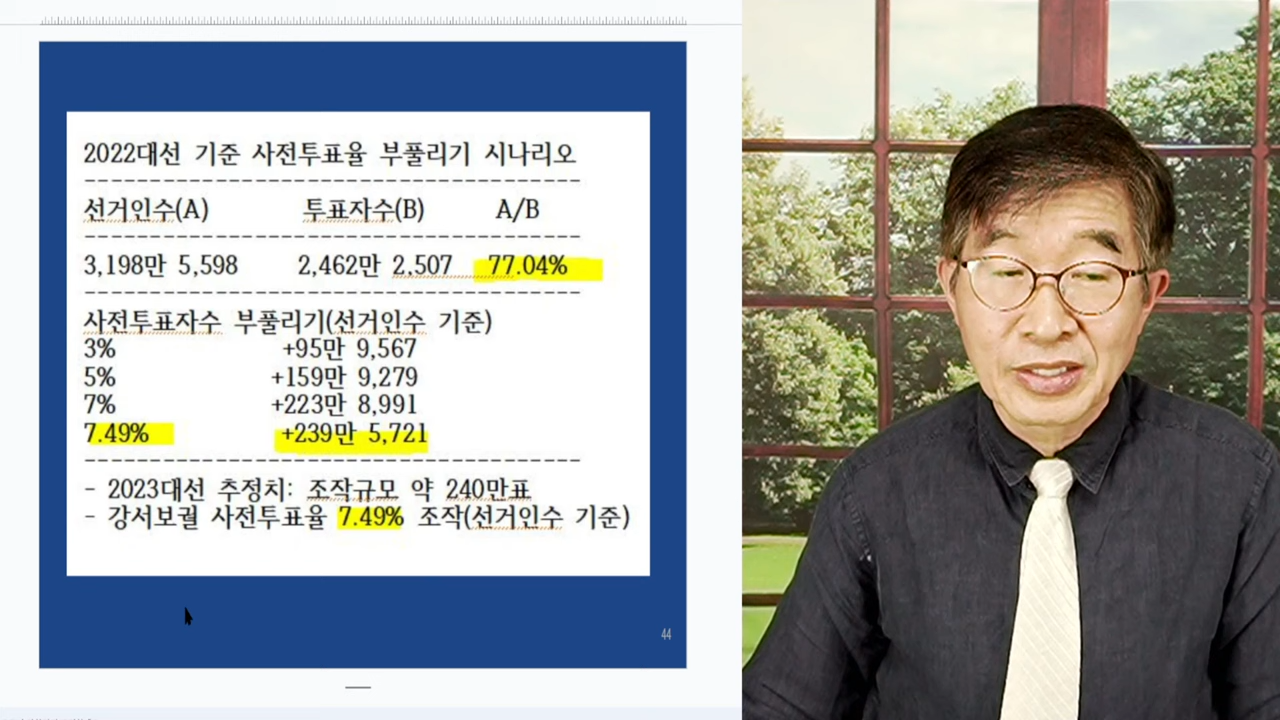 2022대선 기준 사전투표율 부풀리기 시나리오
선거인수(A) 투표자수(B) A/B
3,198만 5,598 2,462만 2,507 77.04%
사전투표자수 부풀리기(선거인수 기준)
3% +95만 9,567
5% +159만 9,279
7% +223만 8,991
7.49% +239만 5,721
- 2023대선 추정치: 조작규모 약 240만표
- 강서보궐 사전투표율 7.49% 조작(선거인수 기준)
44